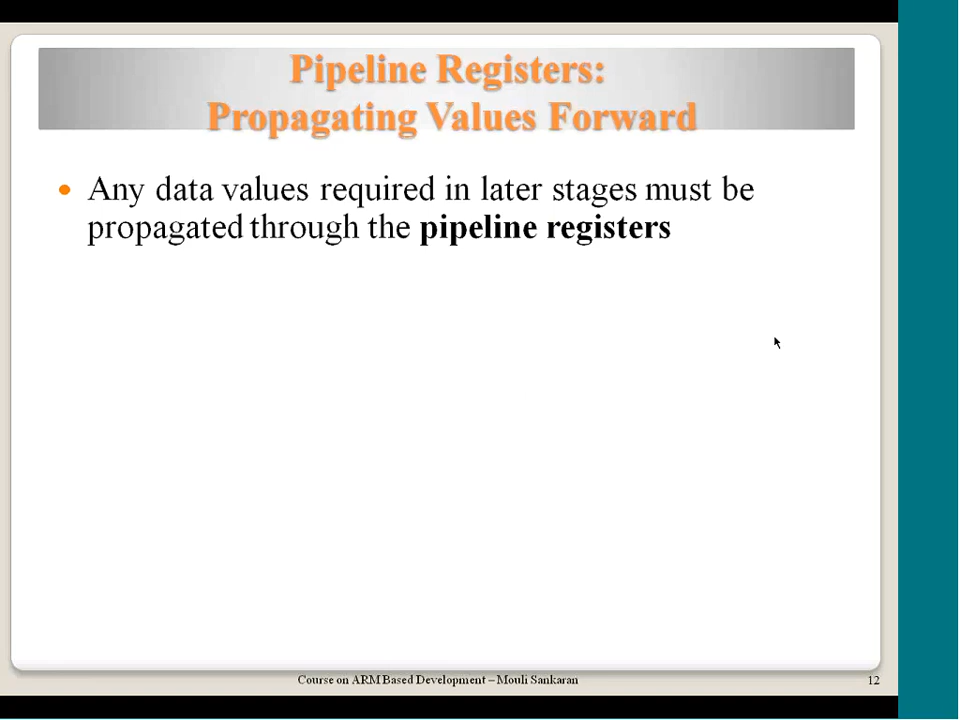 Pipeline Registers:
Propagating Values Forward
Any data values required in later stages must be
propagated through the pipeline registers
Course on ARM Based Development – Mouli Sankaran
12